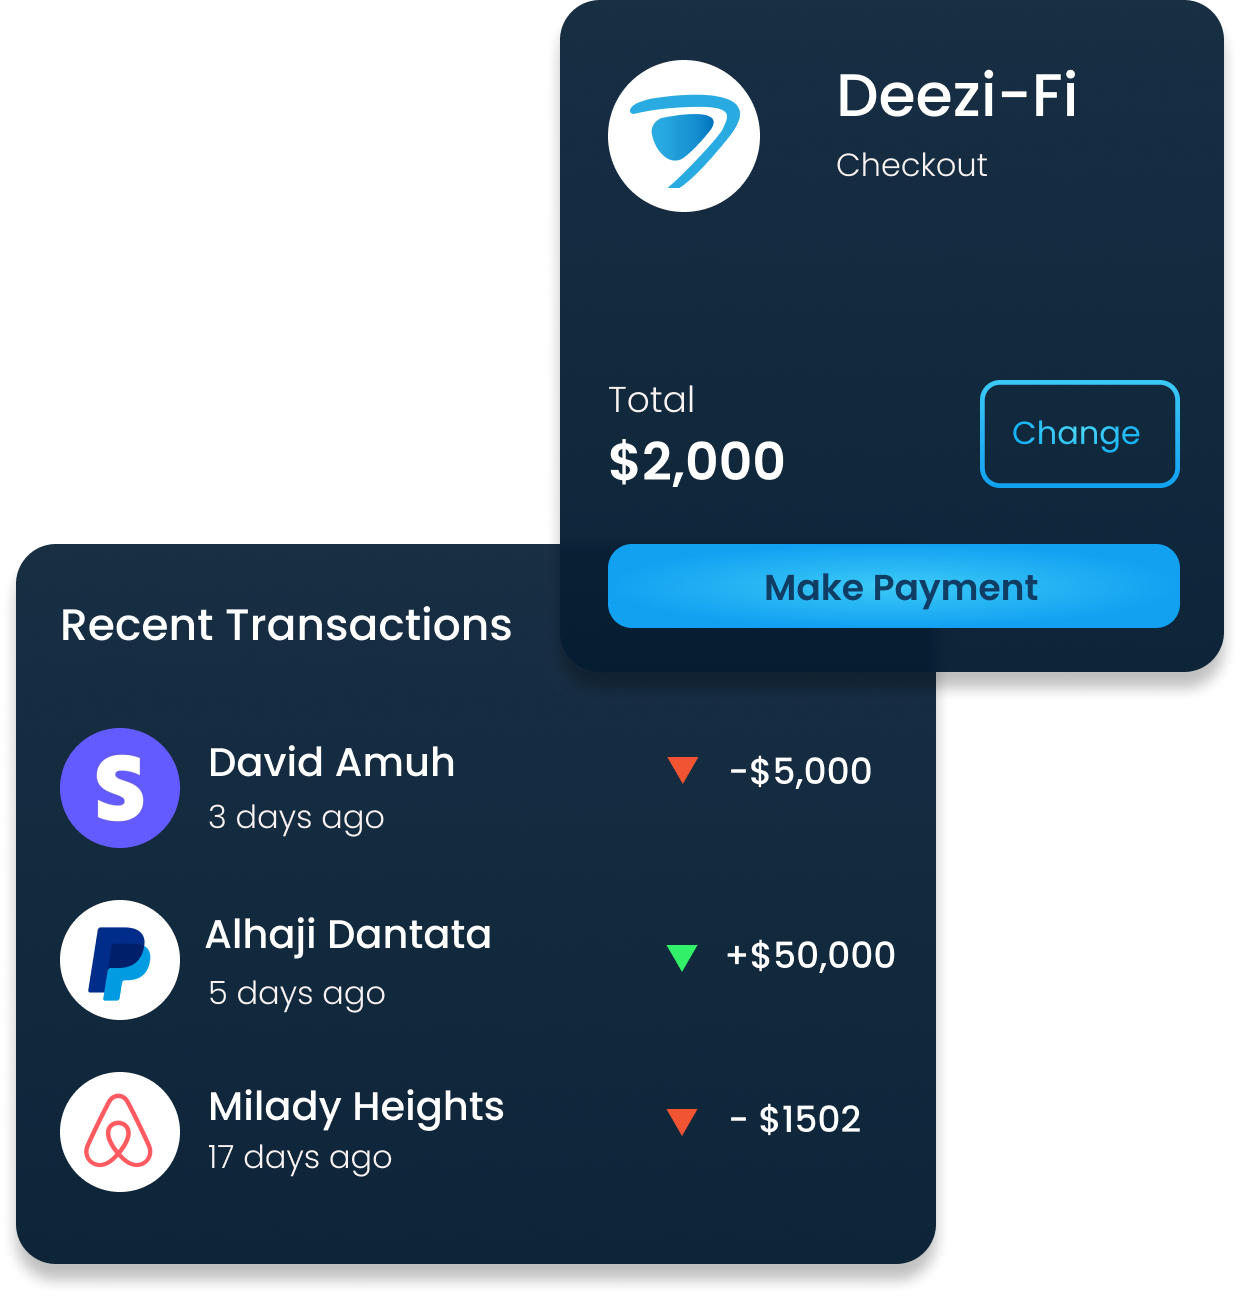 Deezi-Fi
Checkout
Total
$2,000
Change
Make Payment
Recent Transactions
S
David Amuh
-$5,000
3 days ago
Alhaji Dantata
+$50,000
5 days ago
Milady Heights
- $1502
17 days ago